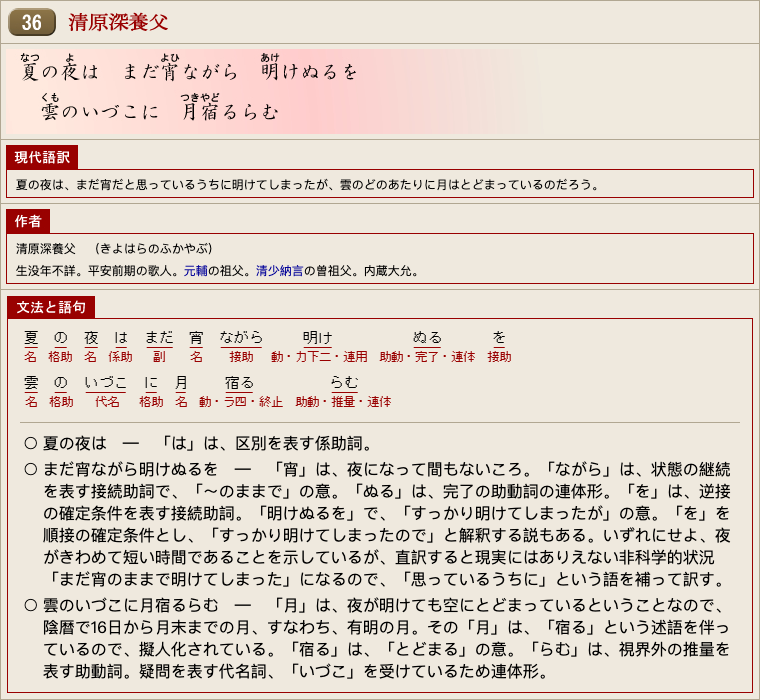 36 清原深養父
なつ よ よひ あけ
夏の夜は まだ宵ながら 明けぬるを
くも つきやど
雲のいづこに 月宿るらむ
現代語訳
夏の夜は、まだ宵だと思っているうちに明けてしまったが、雲のどのあたりに月はとどまっているのだろう。
作者
清原深養父 （きよはらのふかやぶ）
生没年不詳。平安前期の歌人。元輔の祖父。清少納言の曽祖父。内蔵大允。
文法と語句
夏 の 夜 は まだ 宵 ながら 明け ぬる を
名 格助 名 係助 副 名 接助 動・カ下二・連用 助動・完了・連体 接助
雲 の いづこ に 月 宿る らむ
名 格助 代名 格助 名 動・ラ四・終止 助動・推量・連体
○ 夏の夜は ― 「は」は、区別を表す係助詞。
○ まだ宵ながら明けぬるを ― 「宵」は、夜になって間もないころ。「ながら」は、状態の継続
を表す接続助詞で、「～のままで」の意。「ぬる」は、完了の助動詞の連体形。「を」は、逆接
の確定条件を表す接続助詞。「明けぬるを」で、「すっかり明けてしまったが」の意。「を」を
順接の確定条件とし、「すっかり明けてしまったので」と解釈する説もある。いずれにせよ、夜
がきわめて短い時間であることを示しているが、直訳すると現実にはありえない非科学的状況
「まだ宵のままで明けてしまった」になるので、「思っているうちに」という語を補って訳す。
○ 雲のいづこに月宿るらむ ― 「月」は、夜が明けても空にとどまっているということなので、
陰暦で16日から月末までの月、すなわち、有明の月。その「月」は、「宿る」という述語を伴っ
ているので、擬人化されている。「宿る」は、「とどまる」の意。「らむ」は、視界外の推量を
表す助動詞。疑問を表す代名詞、「いづこ」を受けているため連体形。